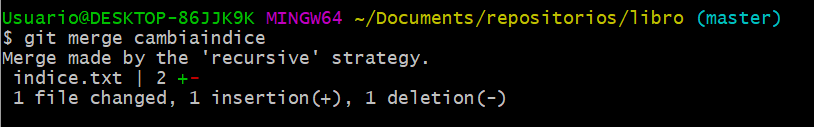 Usuario@DESKTOP-86JJK9K MINGW64 ~/Documents/repositorios/libro (master)
$ git merge cambiaindice
Merge made by the 'recursive' strategy.
 indice.txt | 2 +-
 1 file changed, 1 insertion(+), 1 deletion(-)